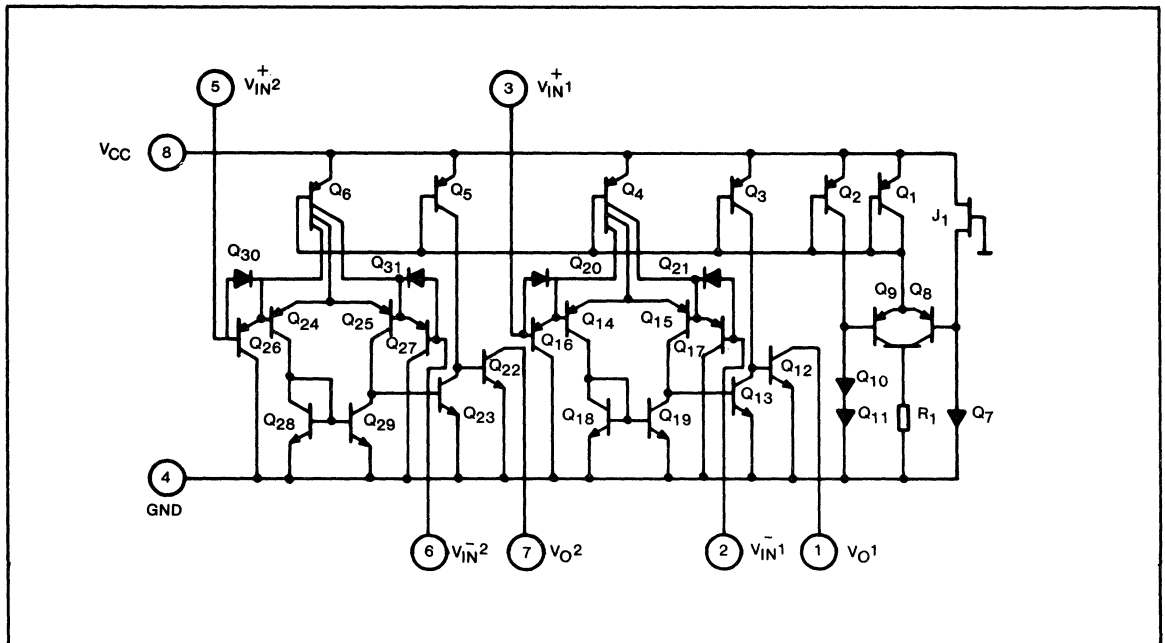 5 V+IN2
3 V+IN1
VCC 8
Q6
Q5
Q4
Q3
Q2
Q1
J1
Q30
Q31
Q20
Q21
Q9
Q8
Q24
Q25
Q26
Q27
Q14
Q15
Q16
Q17
Q22
Q12
Q10
Q28
Q29
Q23
Q18
Q19
Q13
Q11
R1
Q7
4
GND
6 V-IN2
7 VO2
2 V-IN1
1 VO1